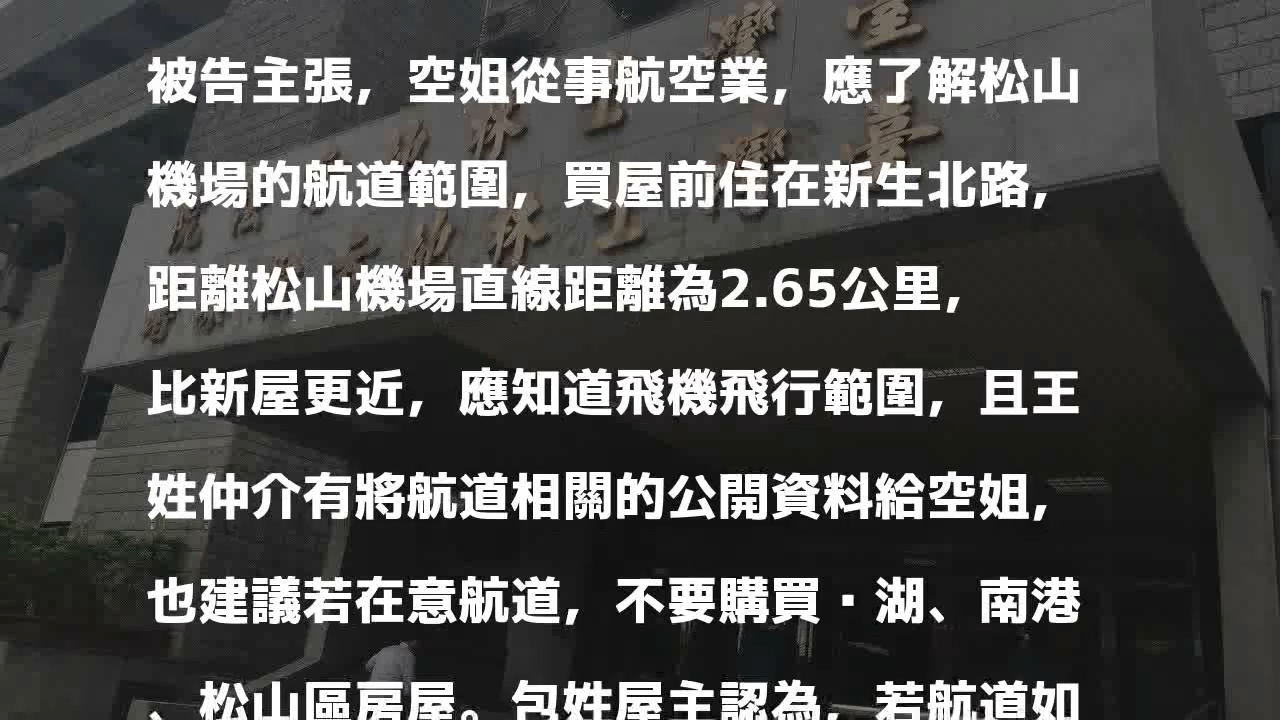 被告主張，空姐從事航空業，應了解松山
機場的航道範圍，買屋前住在新生北路，
距離松山機場直線距離為2.65公里，
比新屋更近，應知道飛機飛行範圍，且王
姓仲介有將航道相關的公開資料給空姐，
也建議若在意航道，不要購買▪湖、南港
、松山區房屋。包姓屋主認為，若航道如